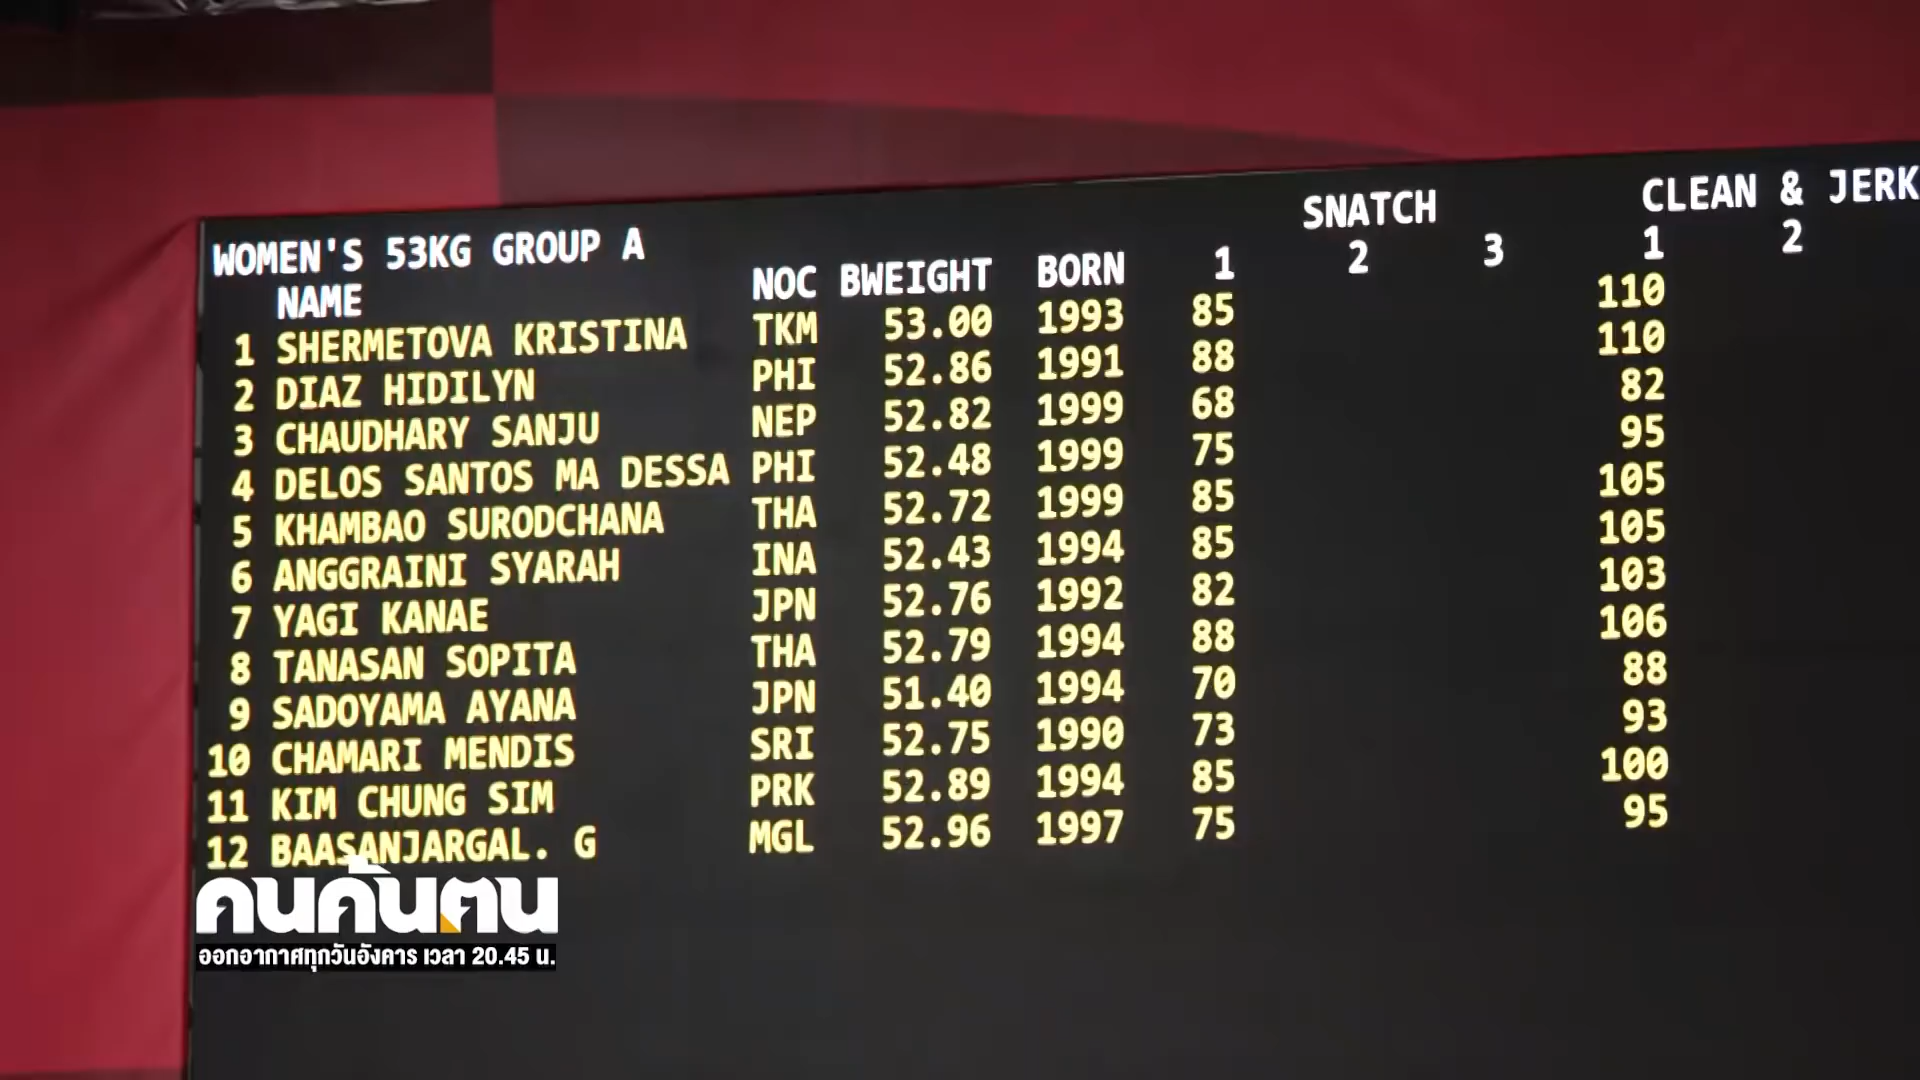 SNATCH CLEAN & JERK
WOMEN'S 53KG GROUP A
NAME NOC BWEIGHT BORN 1 2 3 1 2
1 SHERMETOVA KRISTINA TKM 53.00 1993 85 110
2 DIAZ HIDILYN PHI 52.86 1991 88 110
3 CHAUDHARY SANJU NEP 52.82 1999 68 82
4 DELOS SANTOS MA DESSA PHI 52.48 1999 75 95
5 KHAMBAO SURODCHANA THA 52.72 1999 85 105
6 ANGGRAINI SYARAH INA 52.43 1994 85 105
7 YAGI KANAE JPN 52.76 1992 82 103
8 TANASAN SOPITA THA 52.79 1994 88 106
9 SADOYAMA AYANA JPN 51.40 1994 70 88
10 CHAMARI MENDIS SRI 52.75 1990 73 93
11 KIM CHUNG SIM PRK 52.89 1994 85 100
12 BAASANJARGAL. G MGL 52.96 1997 75 95
คนค้นฅน
ออกอากาศทุกวันอังคาร เวลา 20.45 น.